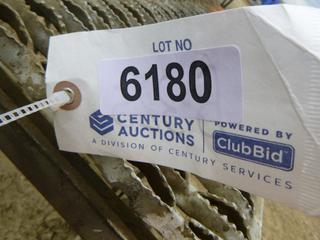 LOT NO
6180
CENTURY
AUCTIONS
A DIVISION OF CENTURY SERVICES
POWERED BY
ClubBid